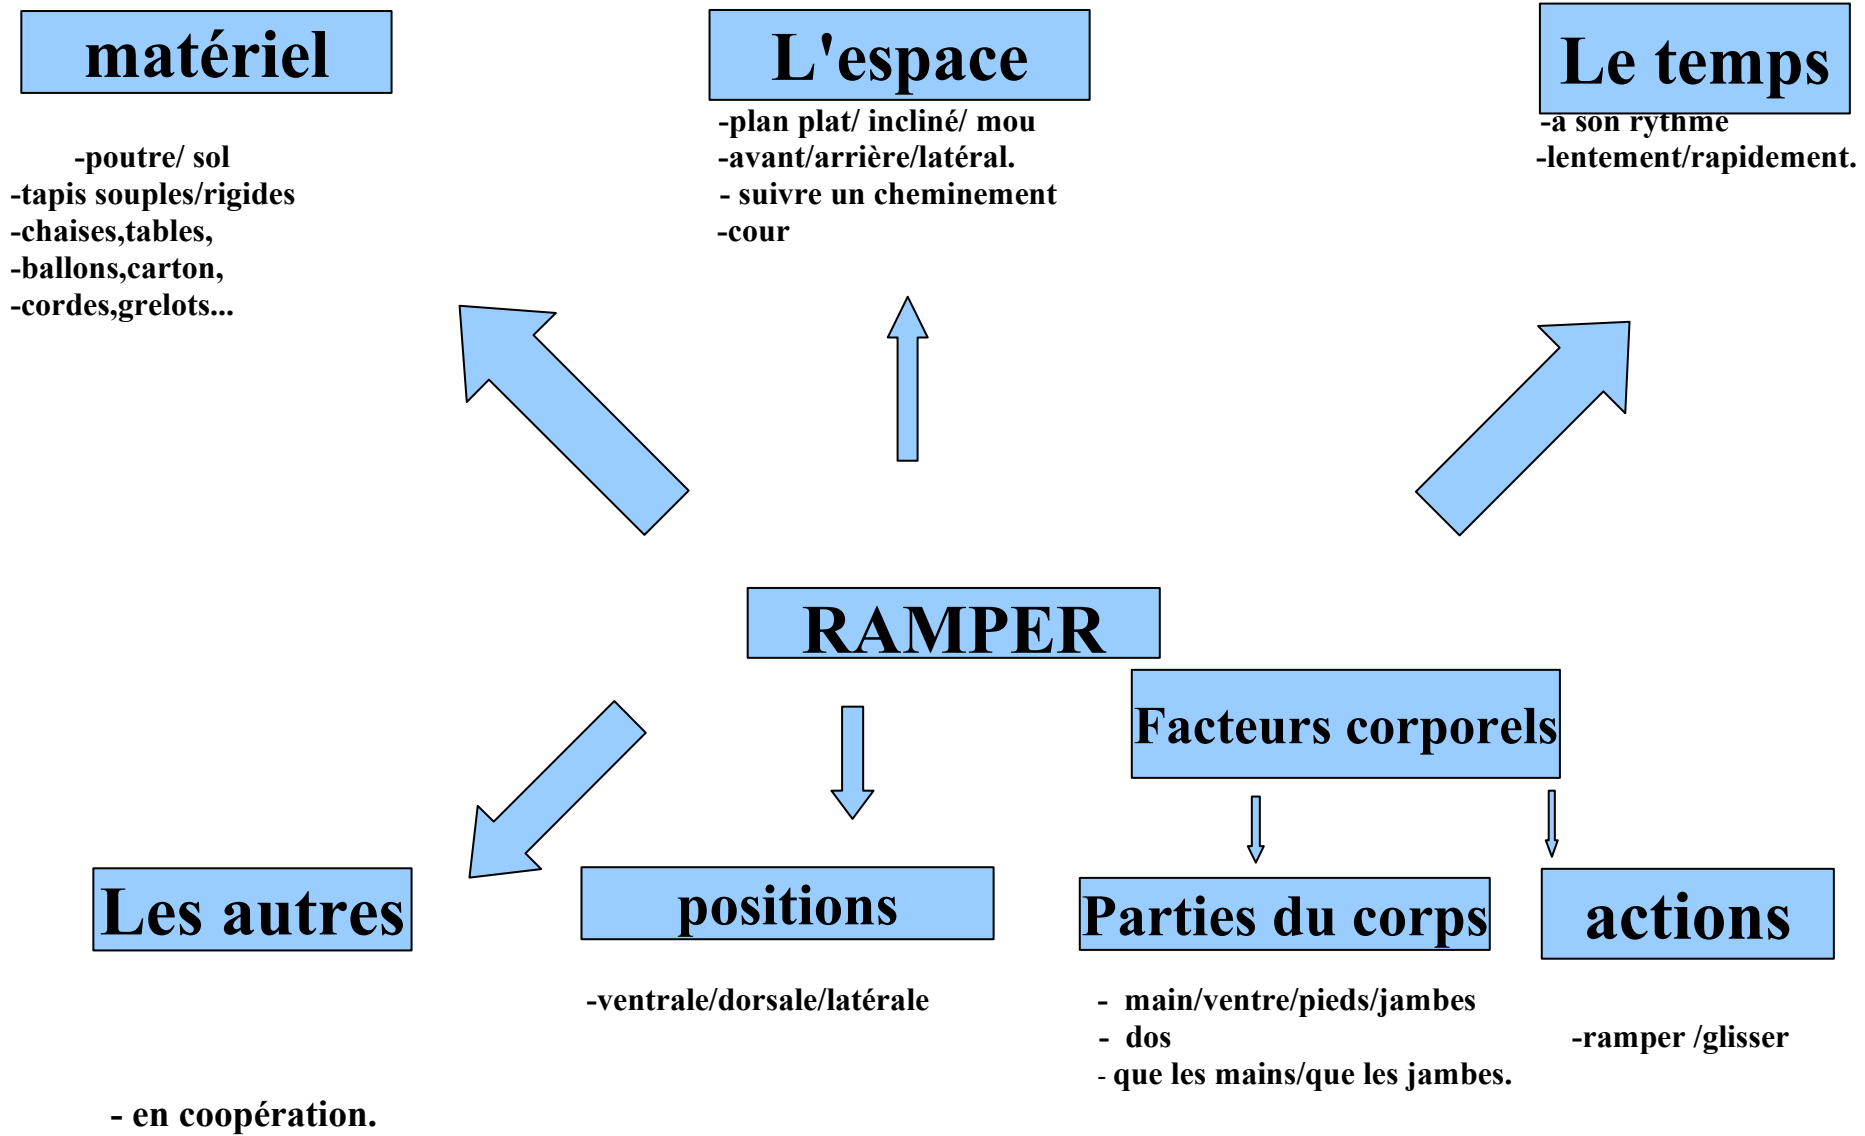 matériel
-poutre/ sol
-tapis souples/rigides
-chaises,tables,
-ballons,carton,
-cordes,grelots...
L'espace
-plan plat/ incliné/ mou
-avant/arrière/latéral.
- suivre un cheminement
-cour
Le temps
-a son rythme
-lentement/rapidement.
RAMPER
Facteurs corporels
Les autres
- en coopération.
positions
-ventrale/dorsale/latérale
Parties du corps
- main/ventre/pieds/jambes
- dos
- que les mains/que les jambes.
actions
-ramper /glisser